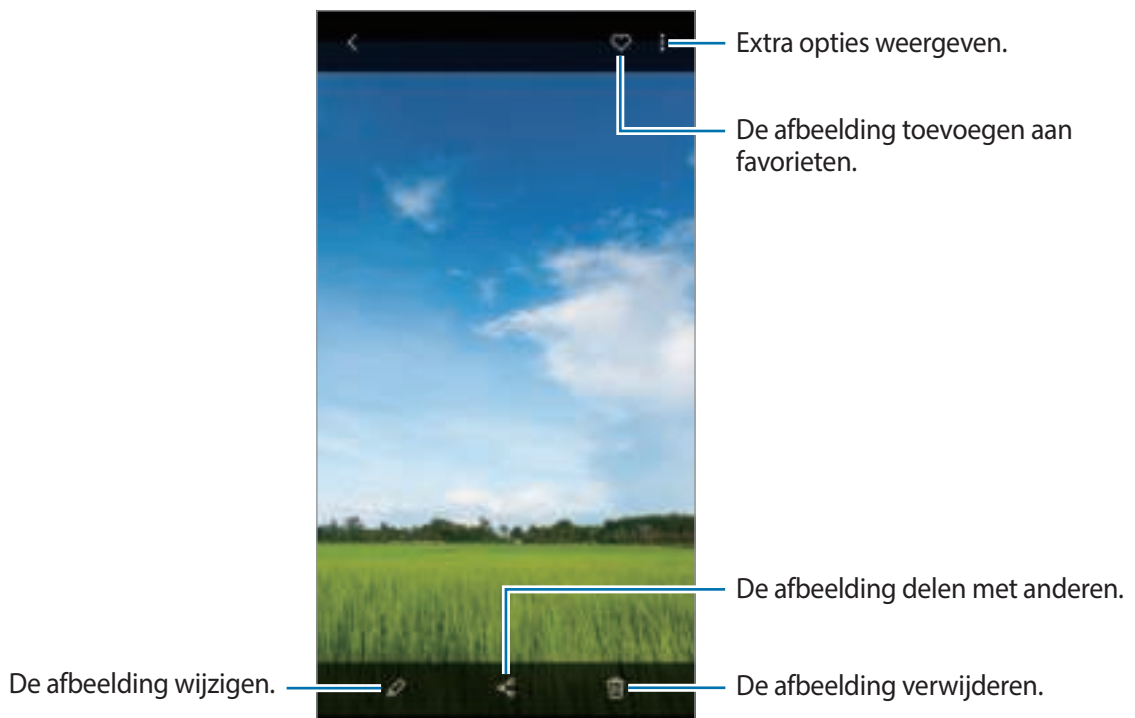 Extra opties weergeven.
De afbeelding toevoegen aan
favorieten.
De afbeelding delen met anderen.
De afbeelding wijzigen.
De afbeelding verwijderen.